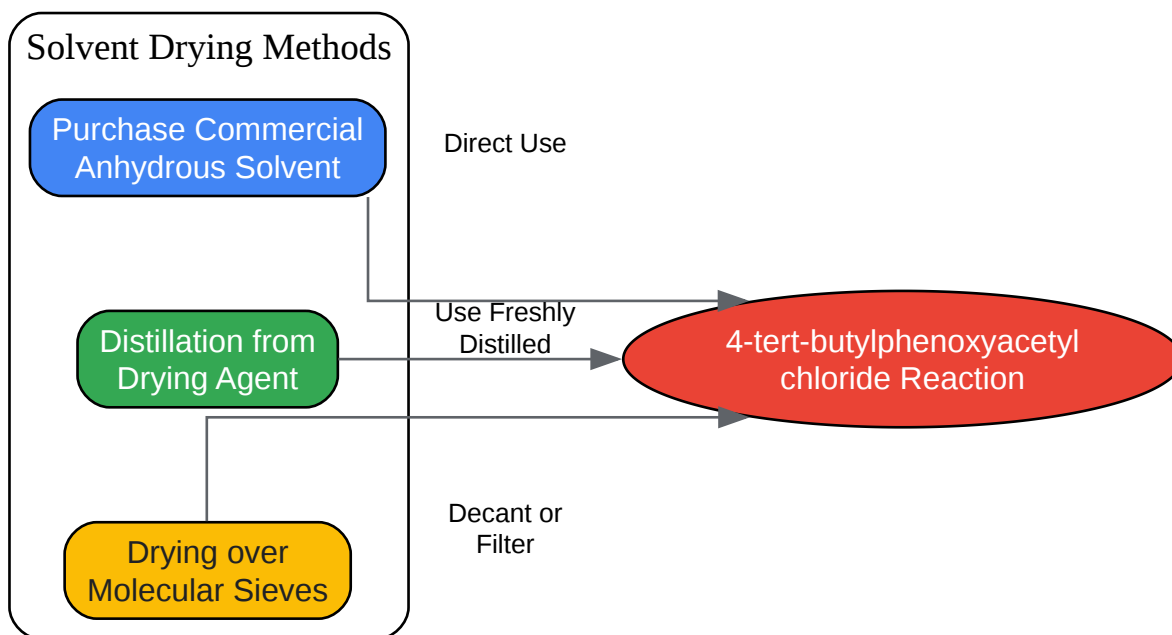 Solvent Drying Methods
Purchase Commercial
Anhydrous Solvent
Direct Use
Use Freshly
Distilled
Distillation from
Drying Agent
4-tert-butylphenoxyacetyl
chloride Reaction
Decant or
Filter
Drying over
Molecular Sieves